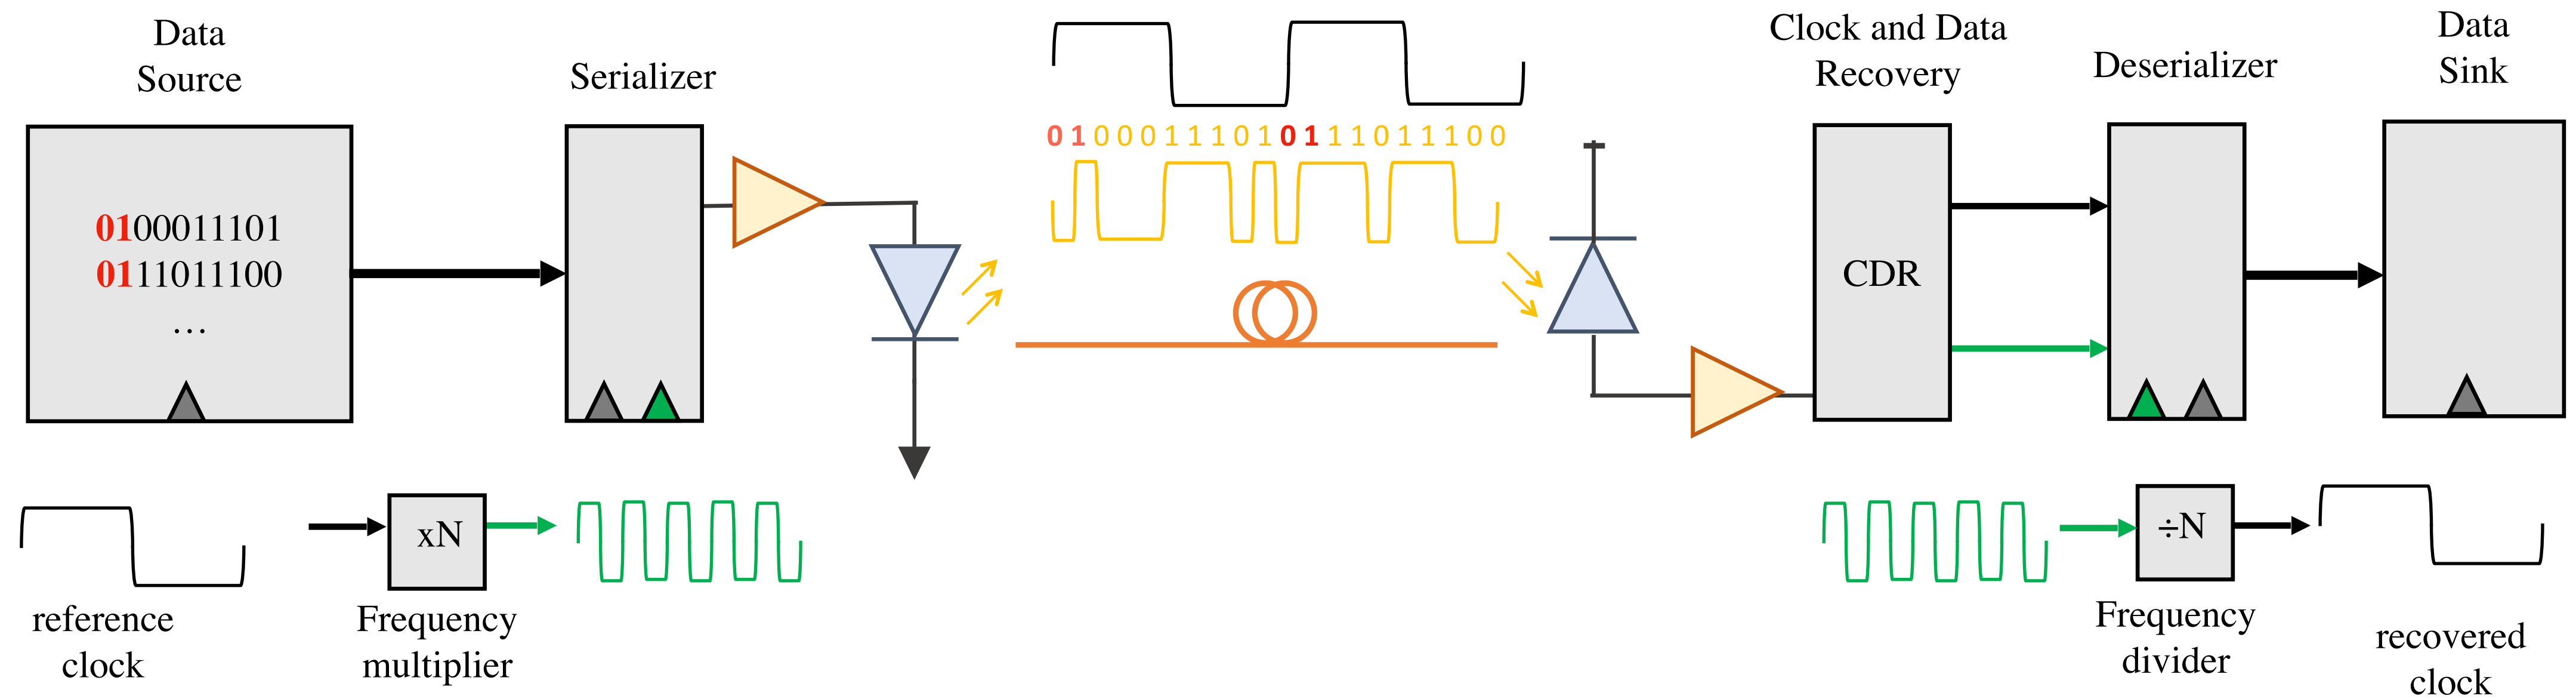 Data
Source
Serializer
Clock and Data
Recovery
Deserializer
Data
Sink
0 1 0 0 0 1 1 1 0 1 0 1 1 1 0 1 1 1 0 0
0100011101
0111011100
…
CDR
xN
÷N
reference
clock
Frequency
multiplier
Frequency
divider
recovered
clock